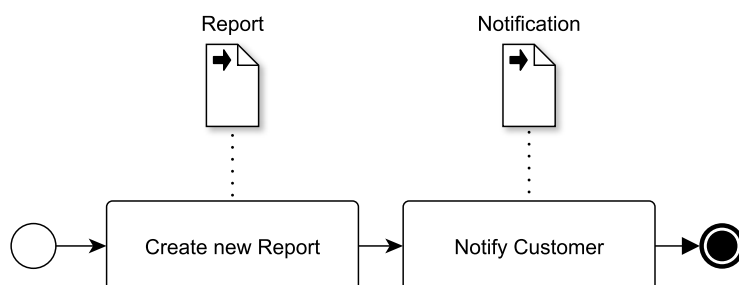 Report
Notification
Create new Report
Notify Customer